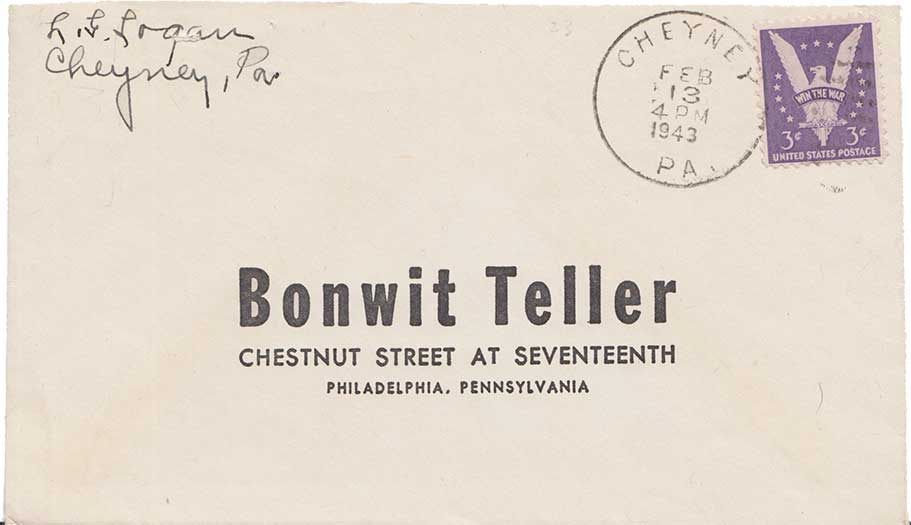 L. F. Logan
Cheyney, Pa.
23
CHEYNEY
FEB
13
4 PM
1943
PA.
WIN THE WAR
3¢ 3¢
UNITED STATES POSTAGE
Bonwit Teller
CHESTNUT STREET AT SEVENTEENTH
PHILADELPHIA, PENNSYLVANIA